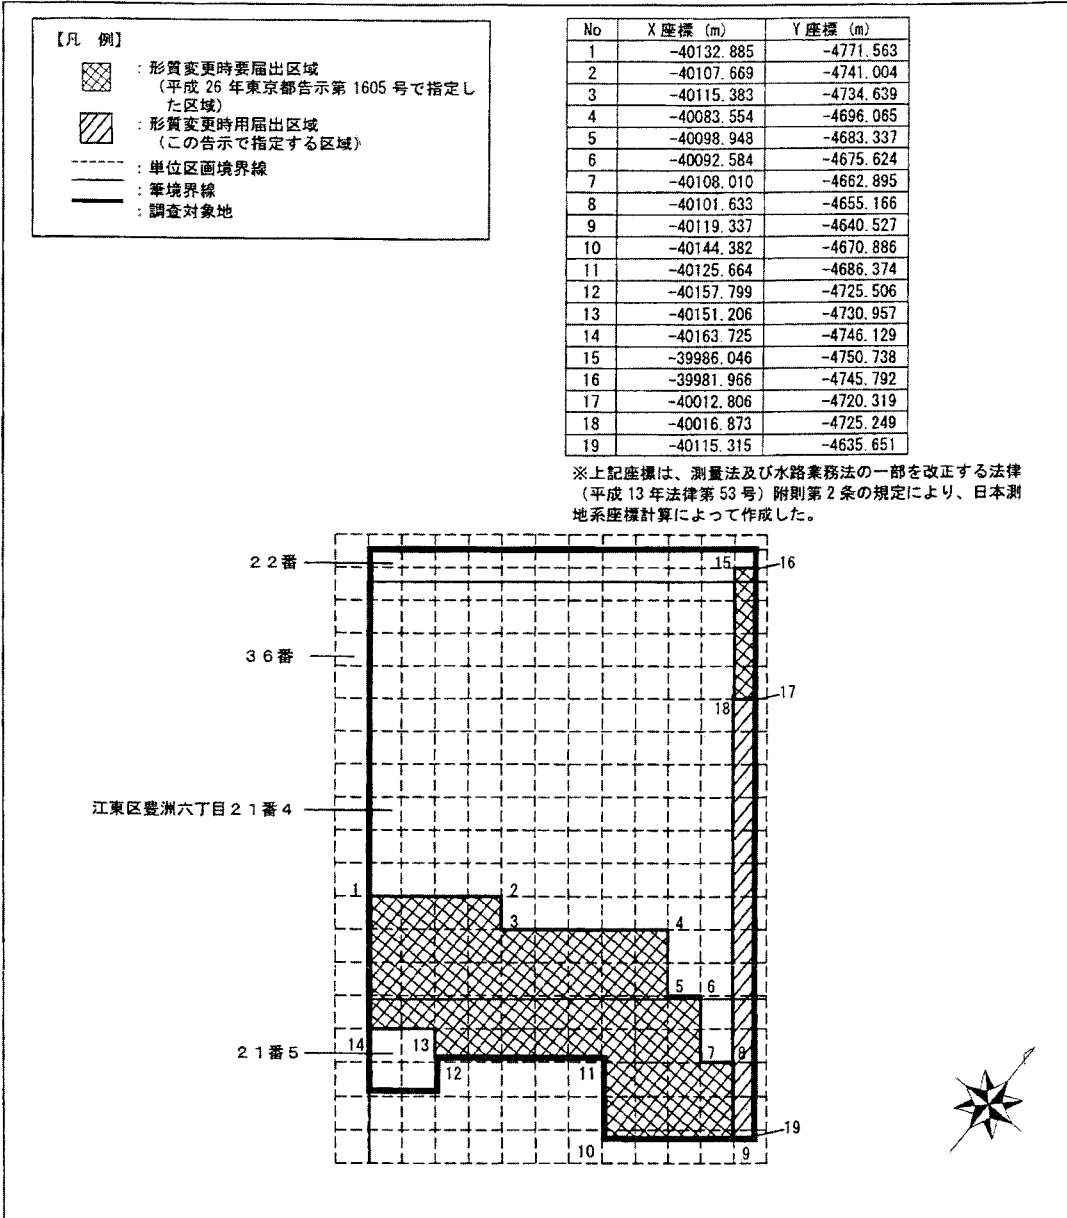 【凡 例】
：形質変更時要届出区域
（平成 26 年東京都告示第 1605 号で指定し
た区域）
：形質変更時用届出区域
（この告示で指定する区域）
：単位区画境界線
：筆境界線
：調査対象地
No X 座標 (m) Y 座標 (m)
1 -40132.885 -4771.563
2 -40107.669 -4741.004
3 -40115.383 -4734.639
4 -40083.554 -4696.065
5 -40098.948 -4683.337
6 -40092.584 -4675.624
7 -40108.010 -4662.895
8 -40101.633 -4655.166
9 -40119.337 -4640.527
10 -40144.382 -4670.886
11 -40125.664 -4686.374
12 -40157.799 -4725.506
13 -40151.206 -4730.957
14 -40163.725 -4746.129
15 -39986.046 -4750.738
16 -39981.966 -4745.792
17 -40012.806 -4720.319
18 -40016.873 -4725.249
19 -40115.315 -4635.651
※上記座標は、測量法及び水路業務法の一部を改正する法律
（平成 13 年法律第 53 号）附則第 2 条の規定により、日本測
地系座標計算によって作成した。
２２番
15
16
３６番
17
18
江東区豊洲六丁目２１番４
1
2
3
4
5
6
14
２１番５
13
12
11
7
8
10
9
19